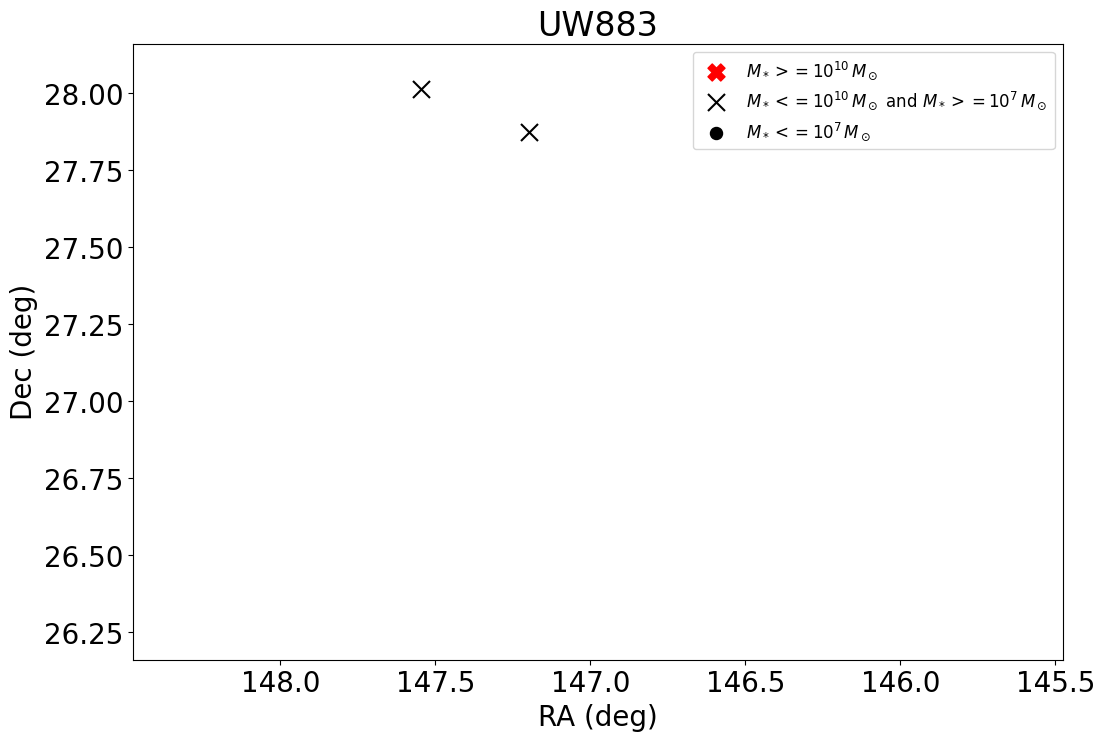 UW883
M* >= 10^10 M⊙
M* <= 10^10 M⊙ and M* >= 10^7 M⊙
M* <= 10^7 M⊙
28.00
27.75
27.50
27.25
27.00
26.75
26.50
26.25
Dec (deg)
148.0 147.5 147.0 146.5 146.0 145.5
RA (deg)